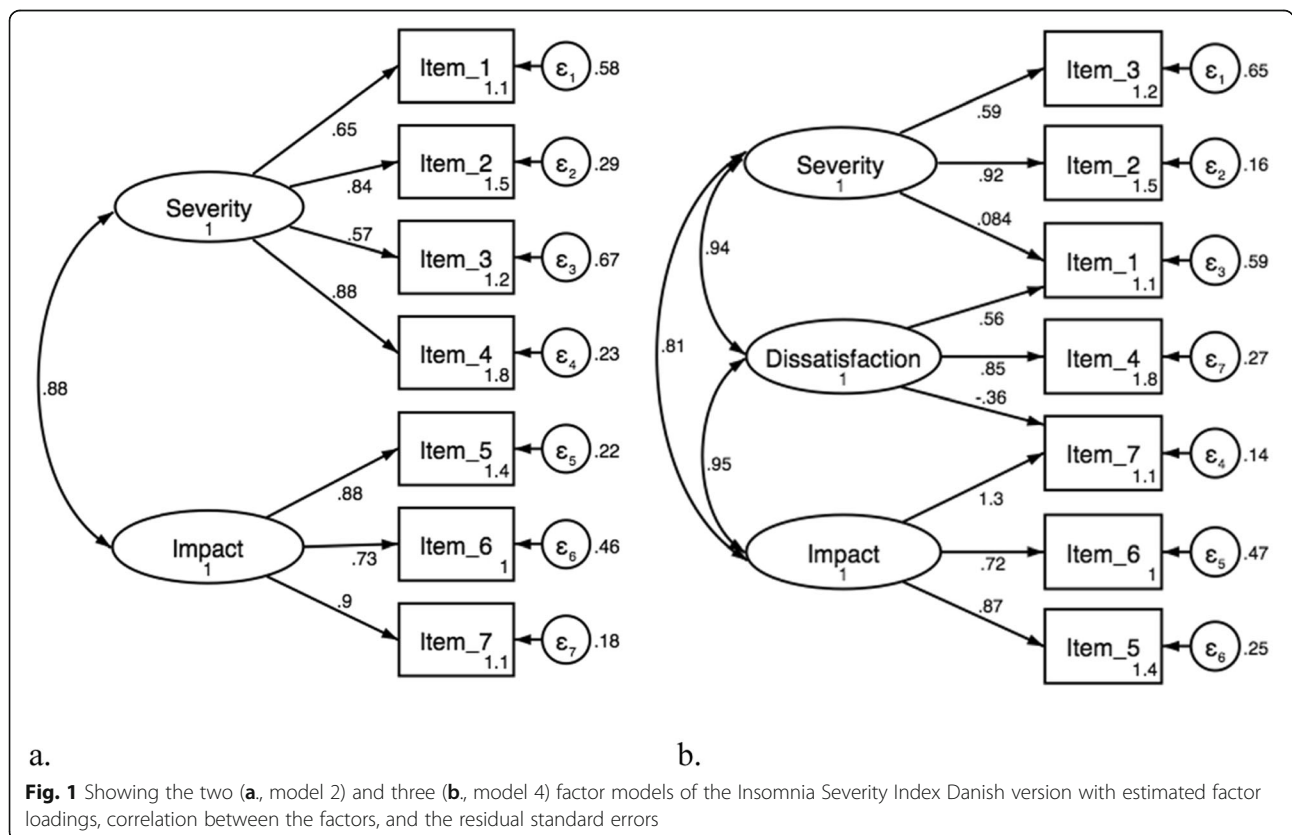 Item_1
1.1
ε1
.58
.65
Item_2
1.5
ε2
.29
.84
Severity
1
Item_3
1.2
ε3
.67
.57
Item_4
1.8
ε4
.23
.88
.88
Item_5
1.4
ε5
.22
.88
Impact
1
Item_6
1
ε6
.46
.73
Item_7
1.1
ε7
.18
.9
a.
Item_3
1.2
ε1
.65
.59
Severity
1
Item_2
1.5
ε2
.16
.92
.084
Item_1
1.1
ε3
.59
.94
.56
.81
Dissatisfaction
1
Item_4
1.8
ε7
.27
.85
-.36
Item_7
1.1
ε4
.14
.95
1.3
Impact
1
Item_6
1
ε5
.47
.72
.87
Item_5
1.4
ε6
.25
b.
Fig. 1 Showing the two (a., model 2) and three (b., model 4) factor models of the Insomnia Severity Index Danish version with estimated factor
loadings, correlation between the factors, and the residual standard errors